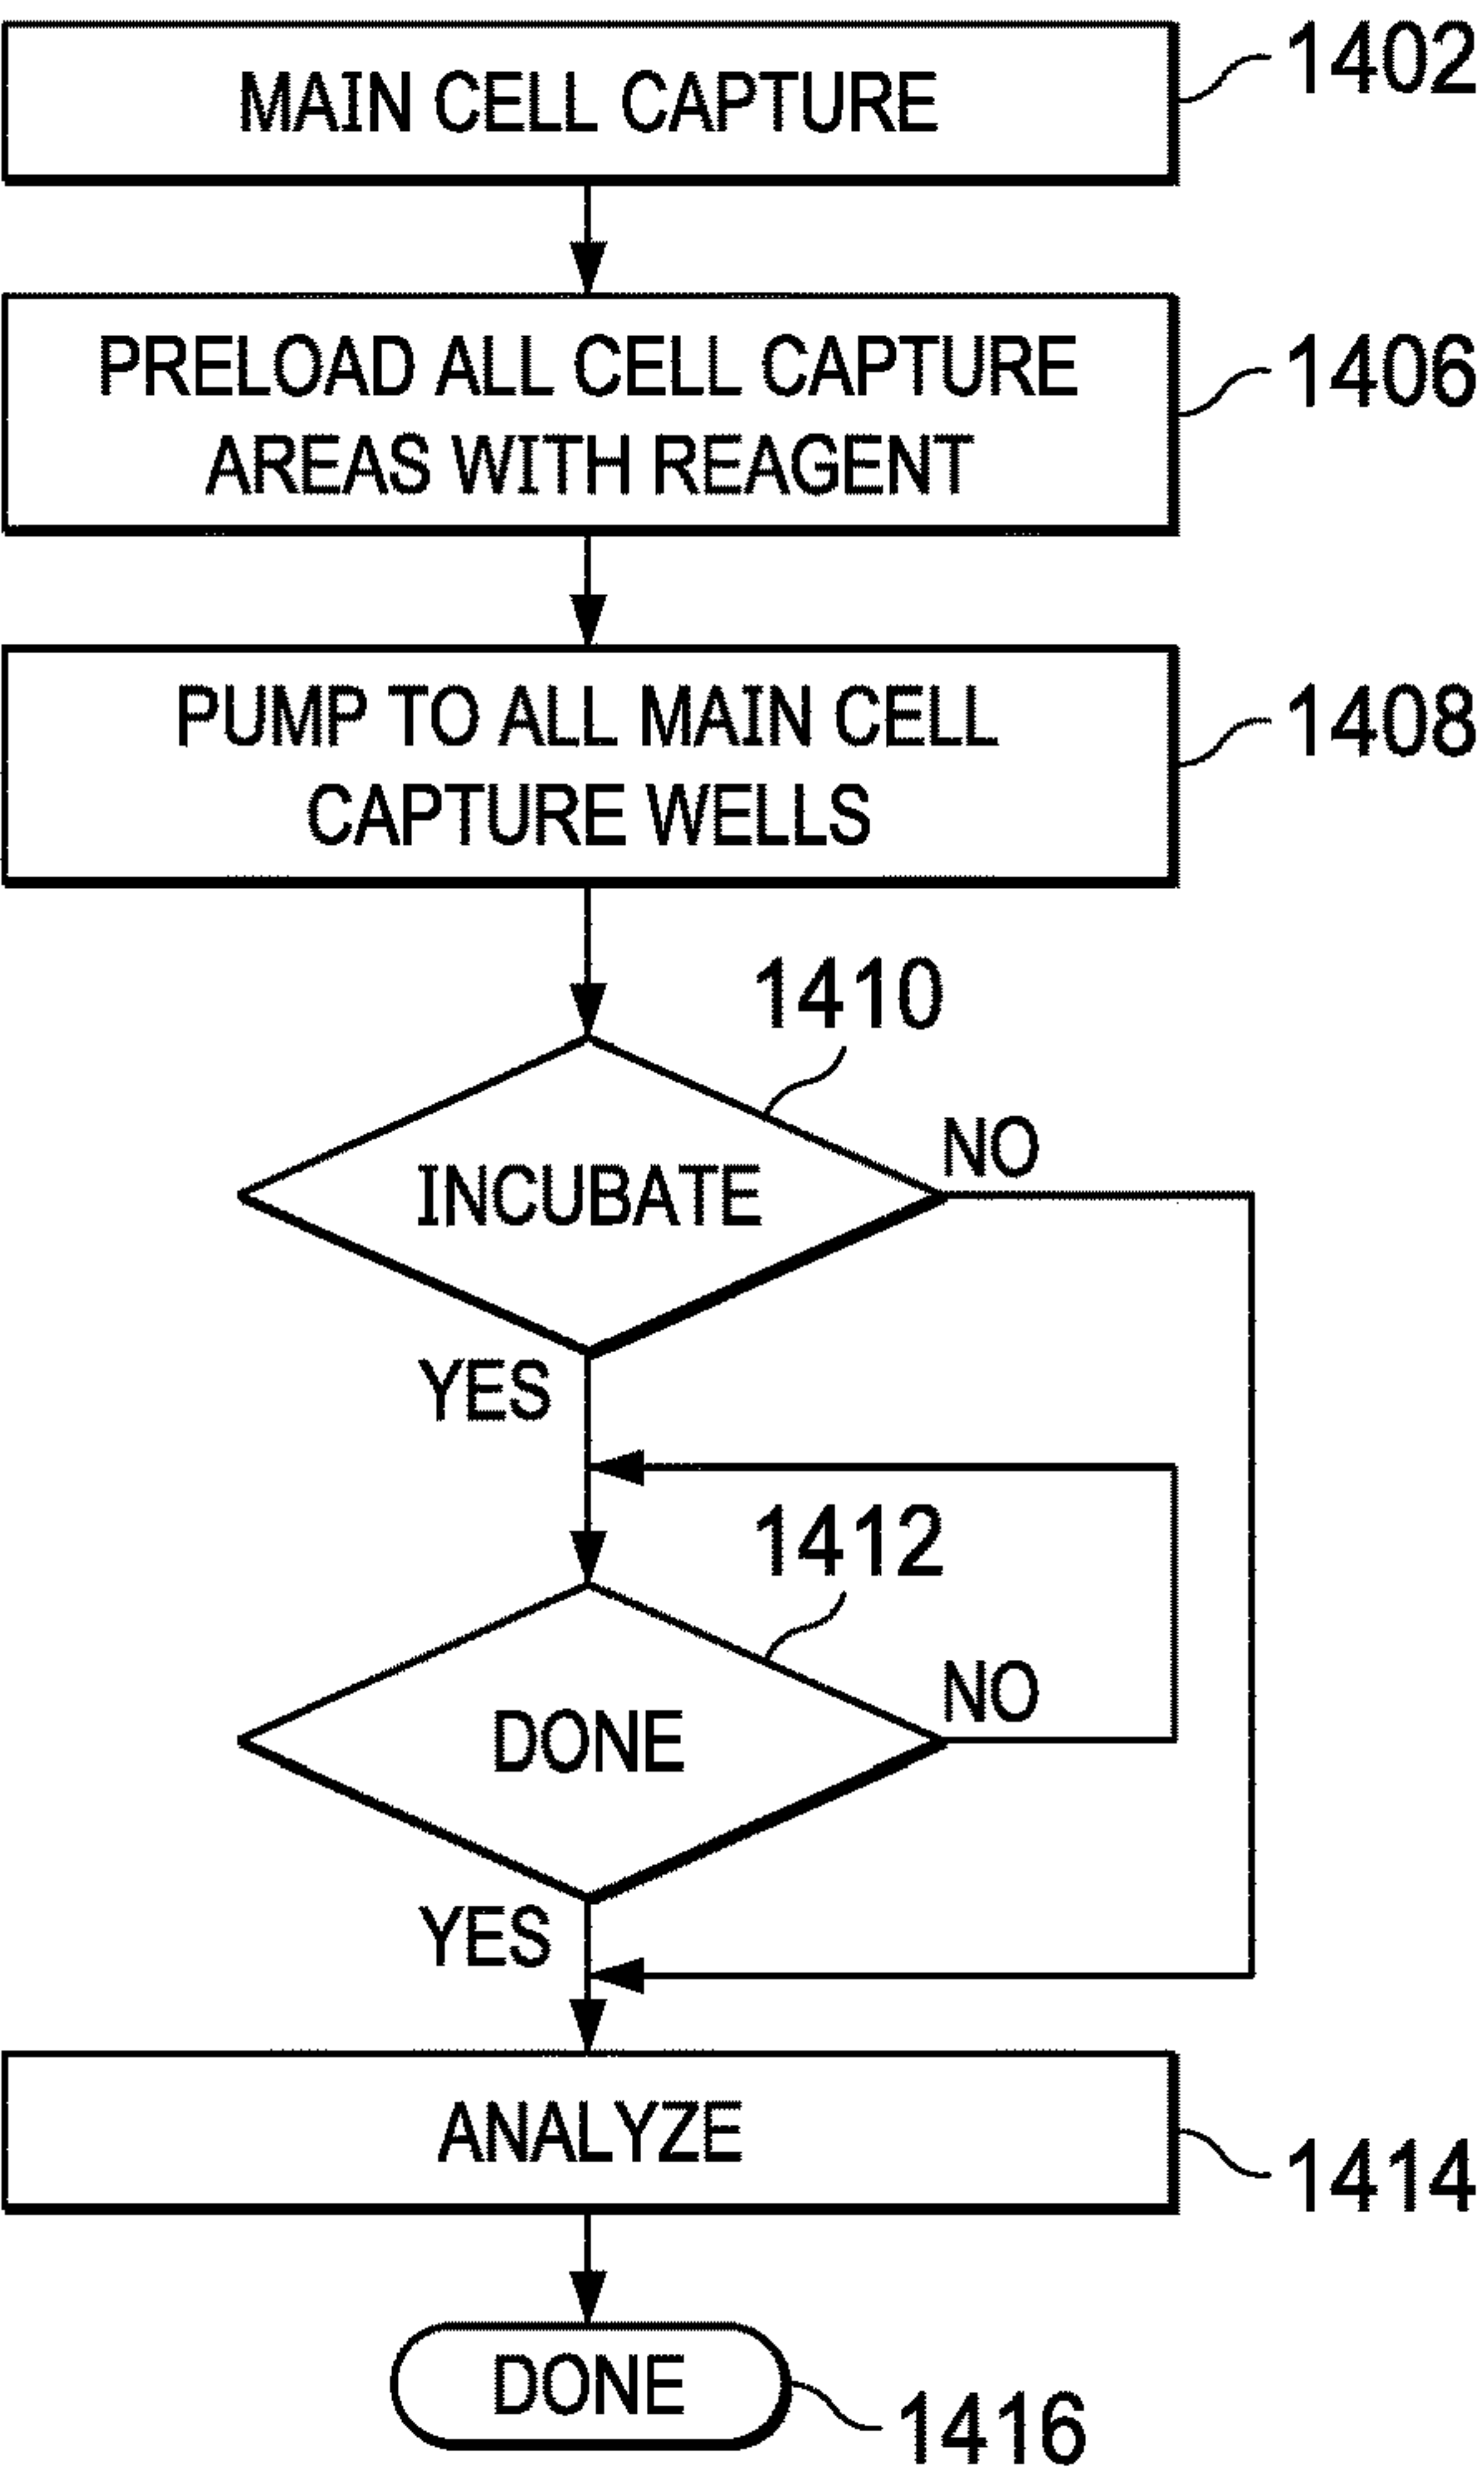 MAIN CELL CAPTURE
1402
PRELOAD ALL CELL CAPTURE
AREAS WITH REAGENT
1406
PUMP TO ALL MAIN CELL
CAPTURE WELLS
1408
1410
INCUBATE
NO
YES
1412
DONE
NO
YES
ANALYZE
1414
DONE
1416